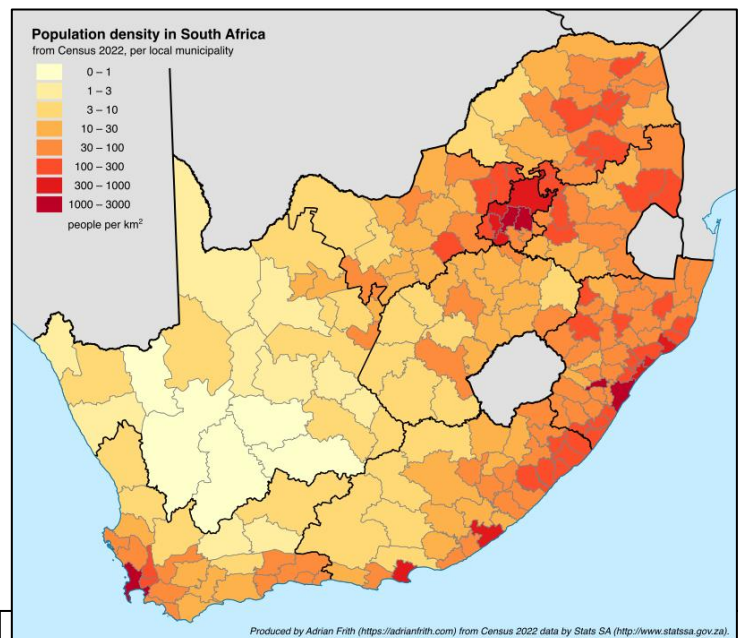 Population density in South Africa
from Census 2022, per local municipality
0 – 1
1 – 3
3 – 10
10 – 30
30 – 100
100 – 300
300 – 1000
1000 – 3000
people per km²
Produced by Adrian Frith (https://adrianfrith.com) from Census 2022 data by Stats SA (http://www.statssa.gov.za).